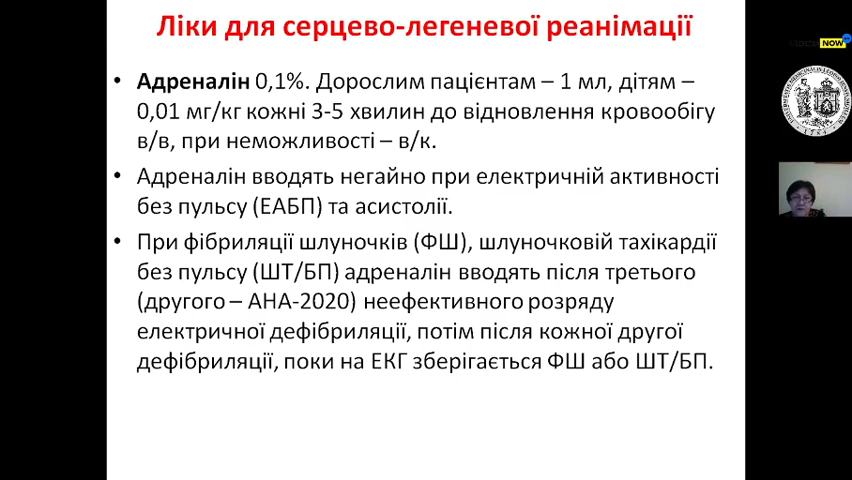 Ліки для серцево-легеневої реанімації
• Адреналін 0,1%. Дорослим пацієнтам – 1 мл, дітям –
0,01 мг/кг кожні 3-5 хвилин до відновлення кровообігу
в/в, при неможливості – в/к.
• Адреналін вводять негайно при електричній активності
без пульсу (ЕАБП) та асистолії.
• При фібриляції шлуночків (ФШ), шлуночковій тахікардії
без пульсу (ШТ/БП) адреналін вводять після третього
(другого – АНА-2020) неефективного розряду
електричної дефібриляції, потім після кожної другої
дефібриляції, поки на ЕКГ зберігається ФШ або ШТ/БП.
NOW
1784